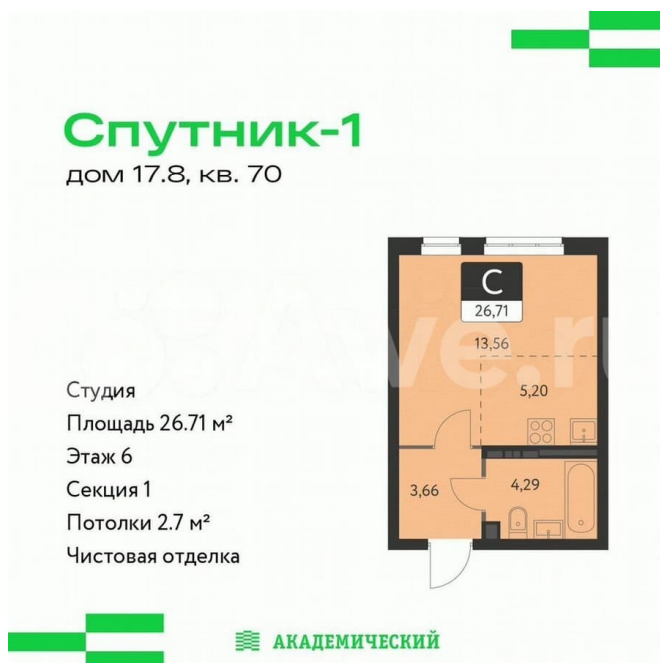 Спутник-1
дом 17.8, кв. 70
С
26,71
13,56
5,20
3,66
4,29
Студия
Площадь 26.71 м²
Этаж 6
Секция 1
Потолки 2.7 м²
Чистовая отделка
АКАДЕМИЧЕСКИЙ